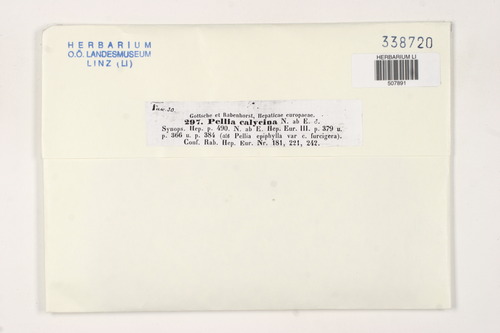 HERBARIUM
O.Ö. LANDESMUSEUM
LINZ (LI)
338720
HERBARIUM LI
507891
Gottsche et Rabenhorst, Hepaticae europaeae.
297. Pellia calycina N. ab E.
Synops. Hep. p. 490. N. ab E. Hep. Eur. III. p. 379 u.
p. 366 u. p. 384 (als Pellia epiphylla var c. furcigera).
Conf. Rab. Hep. Eur. Nr. 181, 221, 242.